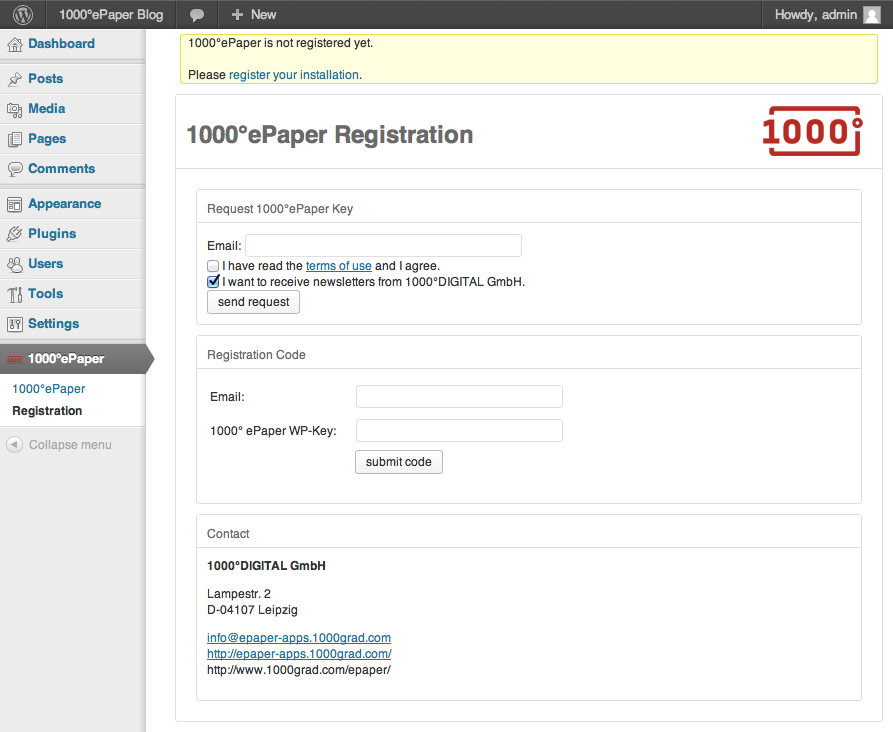 1000°ePaper Blog
New
Howdy, admin
Dashboard
Posts
Media
Pages
Comments
Appearance
Plugins
Users
Tools
Settings
1000°ePaper
1000°ePaper
Registration
Collapse menu
1000°ePaper is not registered yet.
Please register your installation.
1000°ePaper Registration
1000°
Request 1000°ePaper Key
Email:
I have read the terms of use and I agree.
I want to receive newsletters from 1000°DIGITAL GmbH.
send request
Registration Code
Email:
1000° ePaper WP-Key:
submit code
Contact
1000°DIGITAL GmbH
Lampestr. 2
D-04107 Leipzig
info@epaper-apps.1000grad.com
http://epaper-apps.1000grad.com/
http://www.1000grad.com/epaper/